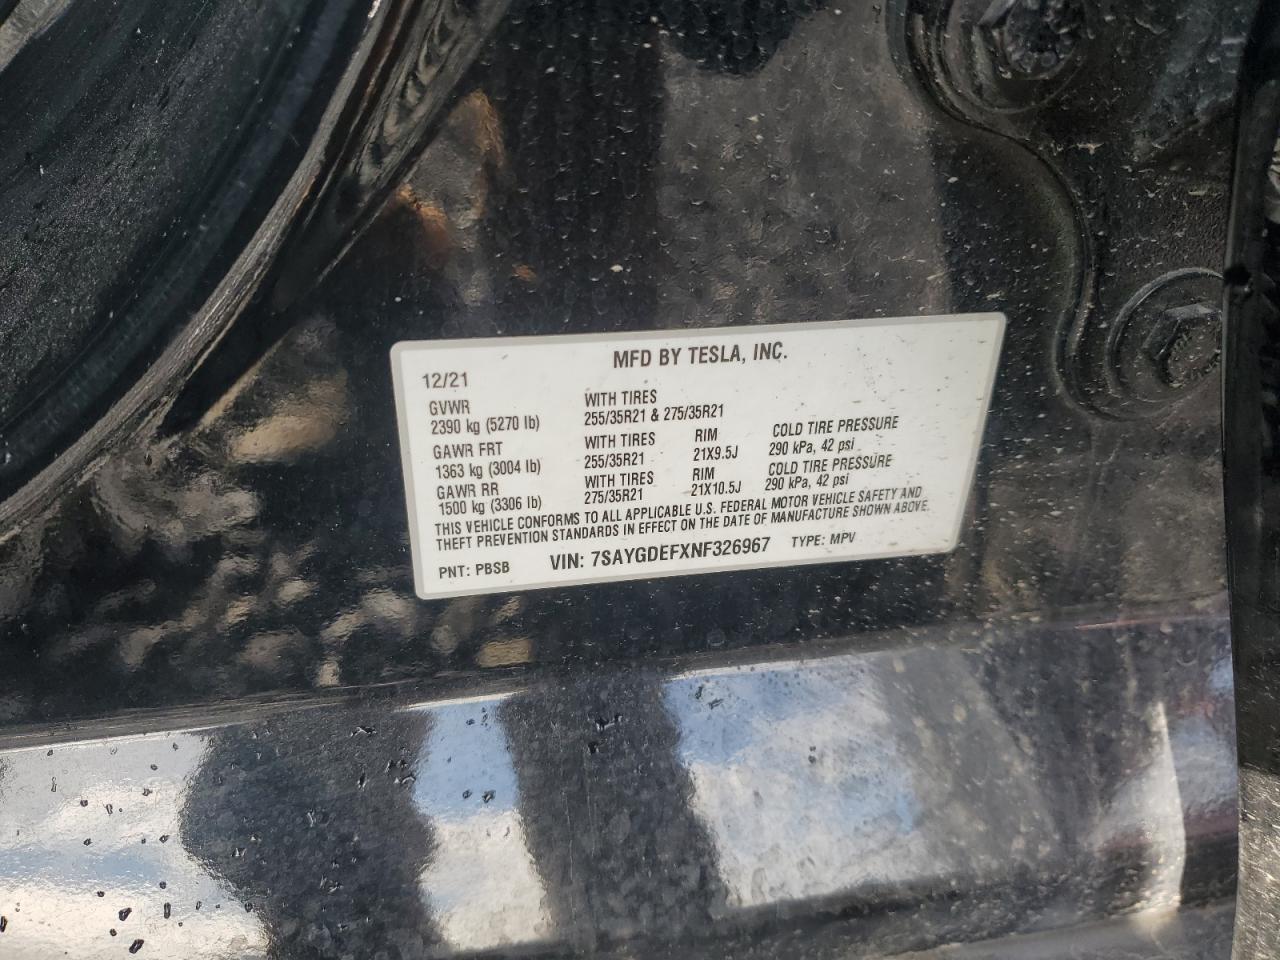 MFD BY TESLA, INC.
12/21
GVWR WITH TIRES
2390 kg (5270 lb) 255/35R21 & 275/35R21
GAWR FRT WITH TIRES RIM COLD TIRE PRESSURE
1363 kg (3004 lb) 255/35R21 21X9.5J 290 kPa, 42 psi
GAWR RR WITH TIRES RIM COLD TIRE PRESSURE
1500 kg (3306 lb) 275/35R21 21X10.5J 290 kPa, 42 psi
THIS VEHICLE CONFORMS TO ALL APPLICABLE U.S. FEDERAL MOTOR VEHICLE SAFETY AND
THEFT PREVENTION STANDARDS IN EFFECT ON THE DATE OF MANUFACTURE SHOWN ABOVE.
PNT: PBSB VIN: 7SAYGDEFXNF326967 TYPE: MPV